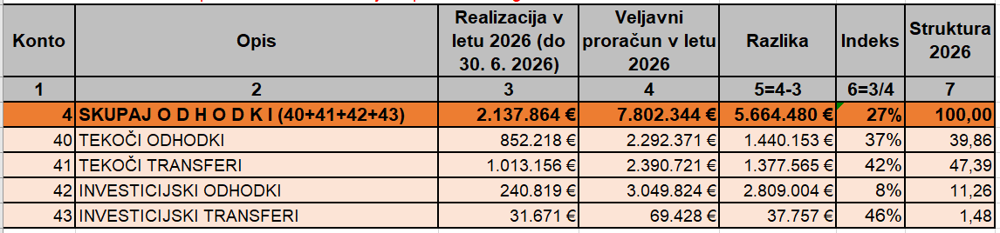 Konto Opis Realizacija v letu 2026 (do 30. 6. 2026) Veljavni proračun v letu 2026 Razlika Indeks Struktura 2026
1 2 3 4 5=4-3 6=3/4 7
4 SKUPAJ O D H O D K I (40+41+42+43) 2.137.864 € 7.802.344 € 5.664.480 € 27% 100,00
40 TEKOČI ODHODKI 852.218 € 2.292.371 € 1.440.153 € 37% 39,86
41 TEKOČI TRANSFERI 1.013.156 € 2.390.721 € 1.377.565 € 42% 47,39
42 INVESTICIJSKI ODHODKI 240.819 € 3.049.824 € 2.809.004 € 8% 11,26
43 INVESTICIJSKI TRANSFERI 31.671 € 69.428 € 37.757 € 46% 1,48